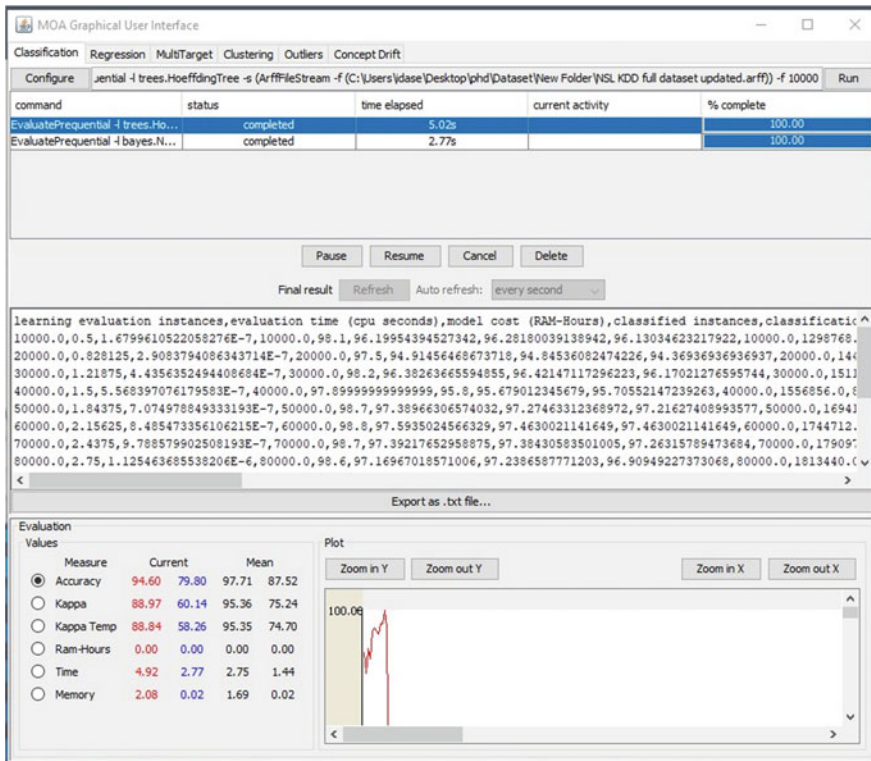 MOA Graphical User Interface
Classification Regression MultiTarget Clustering Outliers Concept Drift
Configure uential -l trees.HoeffdingTree -s (ArffFileStream -f (C:\Users\idase\Desktop\phd\Dataset\New Folder\NSL KDD full dataset updated.arff)) -f 10000 Run
command status time elapsed current activity % complete
EvaluatePrequential -l trees.Ho... completed 5.02s 100.00
EvaluatePrequential -l bayes.N... completed 2.77s 100.00
Pause Resume Cancel Delete
Final result Refresh Auto refresh: every second
learning evaluation instances,evaluation time (cpu seconds),model cost (RAM-Hours),classified instances,classificatio
10000.0,0.5,1.6799610522058276E-7,10000.0,98.1,96.19954394527342,96.28180039138942,96.13034623217922,10000.0,1298768.
20000.0,0.828125,2.9083794086343714E-7,20000.0,97.5,94.91456468673718,94.84536082474226,94.36936936936937,20000.0,144
30000.0,1.21875,4.4356352494408684E-7,30000.0,98.2,96.38263665594855,96.42147117296223,96.17021276595744,30000.0,1511
40000.0,1.5,5.568397076179583E-7,40000.0,97.89999999999999,95.8,95.679012345679,95.70552147239263,40000.0,1556856.0,8
50000.0,1.84375,7.074978849333193E-7,50000.0,98.7,97.38966306574032,97.27463312368972,97.21627408993577,50000.0,16941
60000.0,2.15625,8.485473356106215E-7,60000.0,98.8,97.5935024566329,97.4630021141649,97.4630021141649,60000.0,1744712.
70000.0,2.4375,9.788579902508193E-7,70000.0,98.7,97.39217652958875,97.38430583501005,97.26315789473684,70000.0,179097
80000.0,2.75,1.125463685538206E-6,80000.0,98.6,97.16967018571006,97.2386587771203,96.90949227373068,80000.0,1813440.0
Export as .txt file...
Evaluation
Values Plot
Measure Current Mean
Zoom in Y Zoom out Y Zoom in X Zoom out X
Accuracy 94.60 79.80 97.71 87.52
Kappa 88.97 60.14 95.36 75.24
Kappa Temp 88.84 58.26 95.35 74.70
Ram-Hours 0.00 0.00 0.00 0.00
Time 4.92 2.77 2.75 1.44
Memory 2.08 0.02 1.69 0.02
100.00